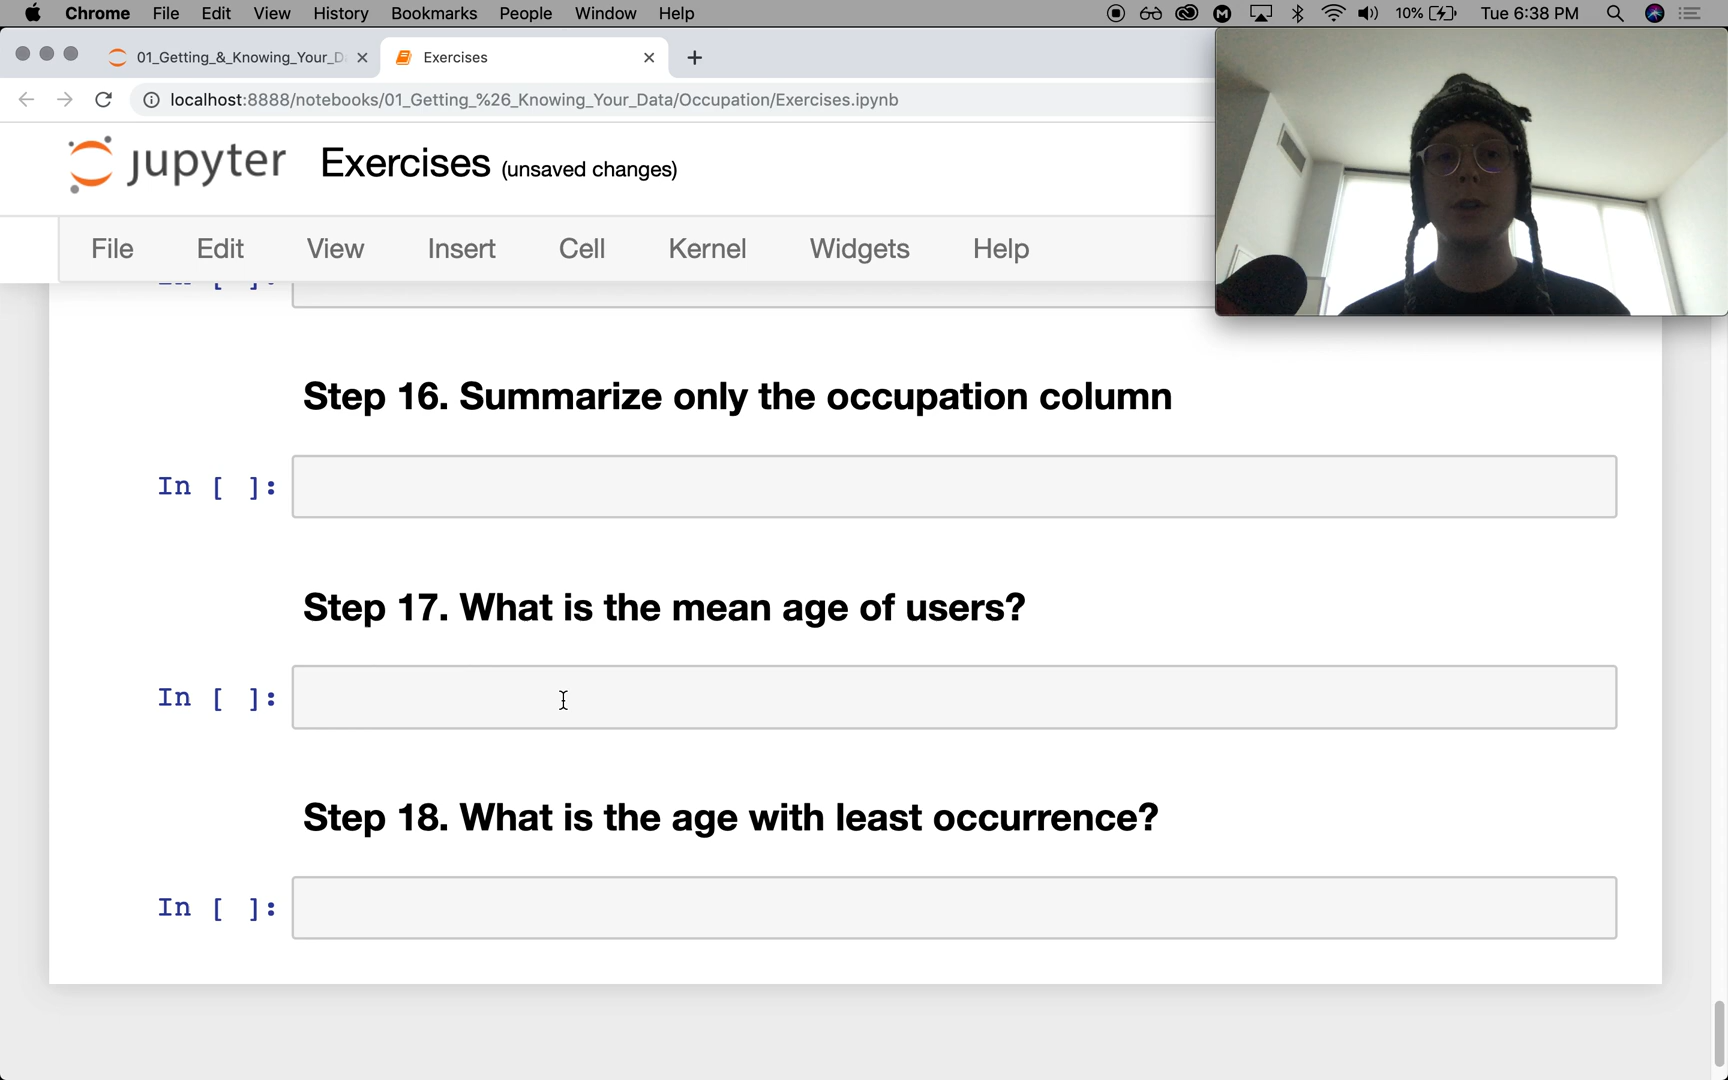 Chrome File Edit View History Bookmarks People Window Help 10% Tue 6:38 PM
01_Getting_&_Knowing_Your_D
Exercises
localhost:8888/notebooks/01_Getting_%26_Knowing_Your_Data/Occupation/Exercises.ipynb
jupyter Exercises (unsaved changes)
File Edit View Insert Cell Kernel Widgets Help
In [ ]:
Step 16. Summarize only the occupation column
In [ ]:
Step 17. What is the mean age of users?
In [ ]:
Step 18. What is the age with least occurrence?
In [ ]: